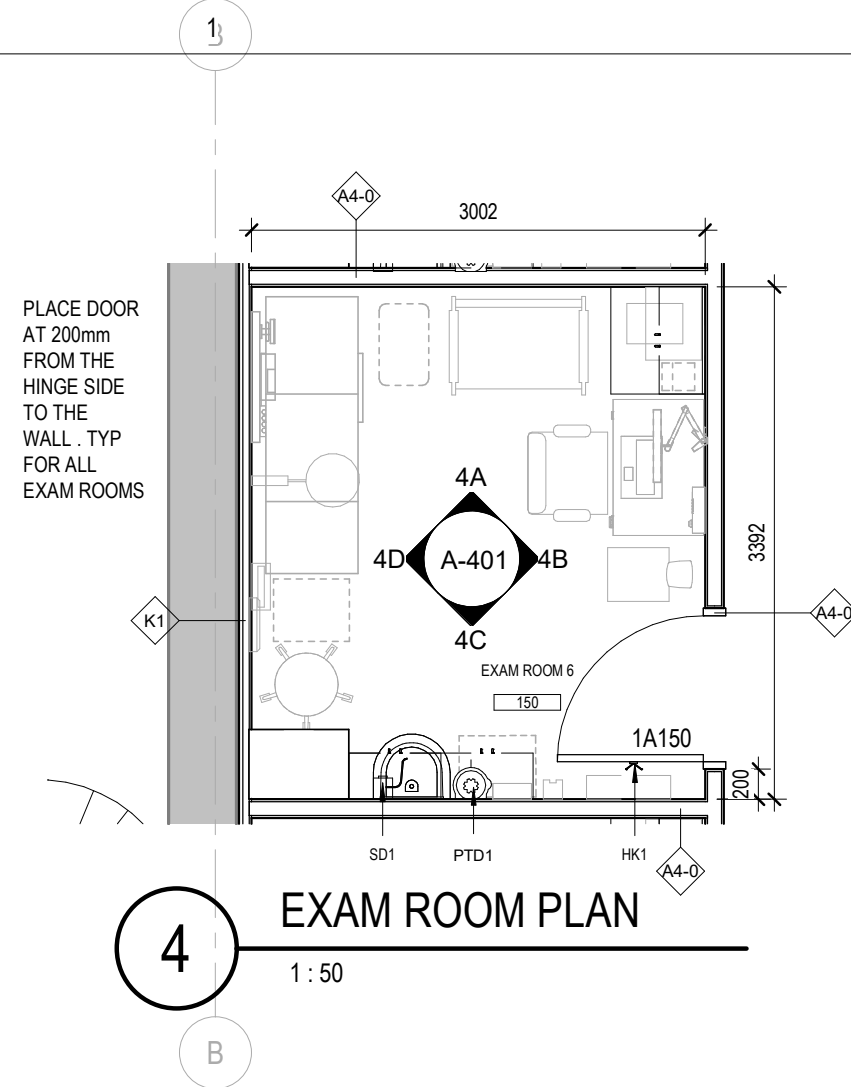 1
B
A4-0
3002
PLACE DOOR
AT 200mm
FROM THE
HINGE SIDE
TO THE
WALL . TYP
FOR ALL
EXAM ROOMS
4A
4D
A-401
4B
4C
3392
K1
A4-0
EXAM ROOM 6
150
1A150
200
SD1
PTD1
HK1
A4-0
4
EXAM ROOM PLAN
1 : 50
B